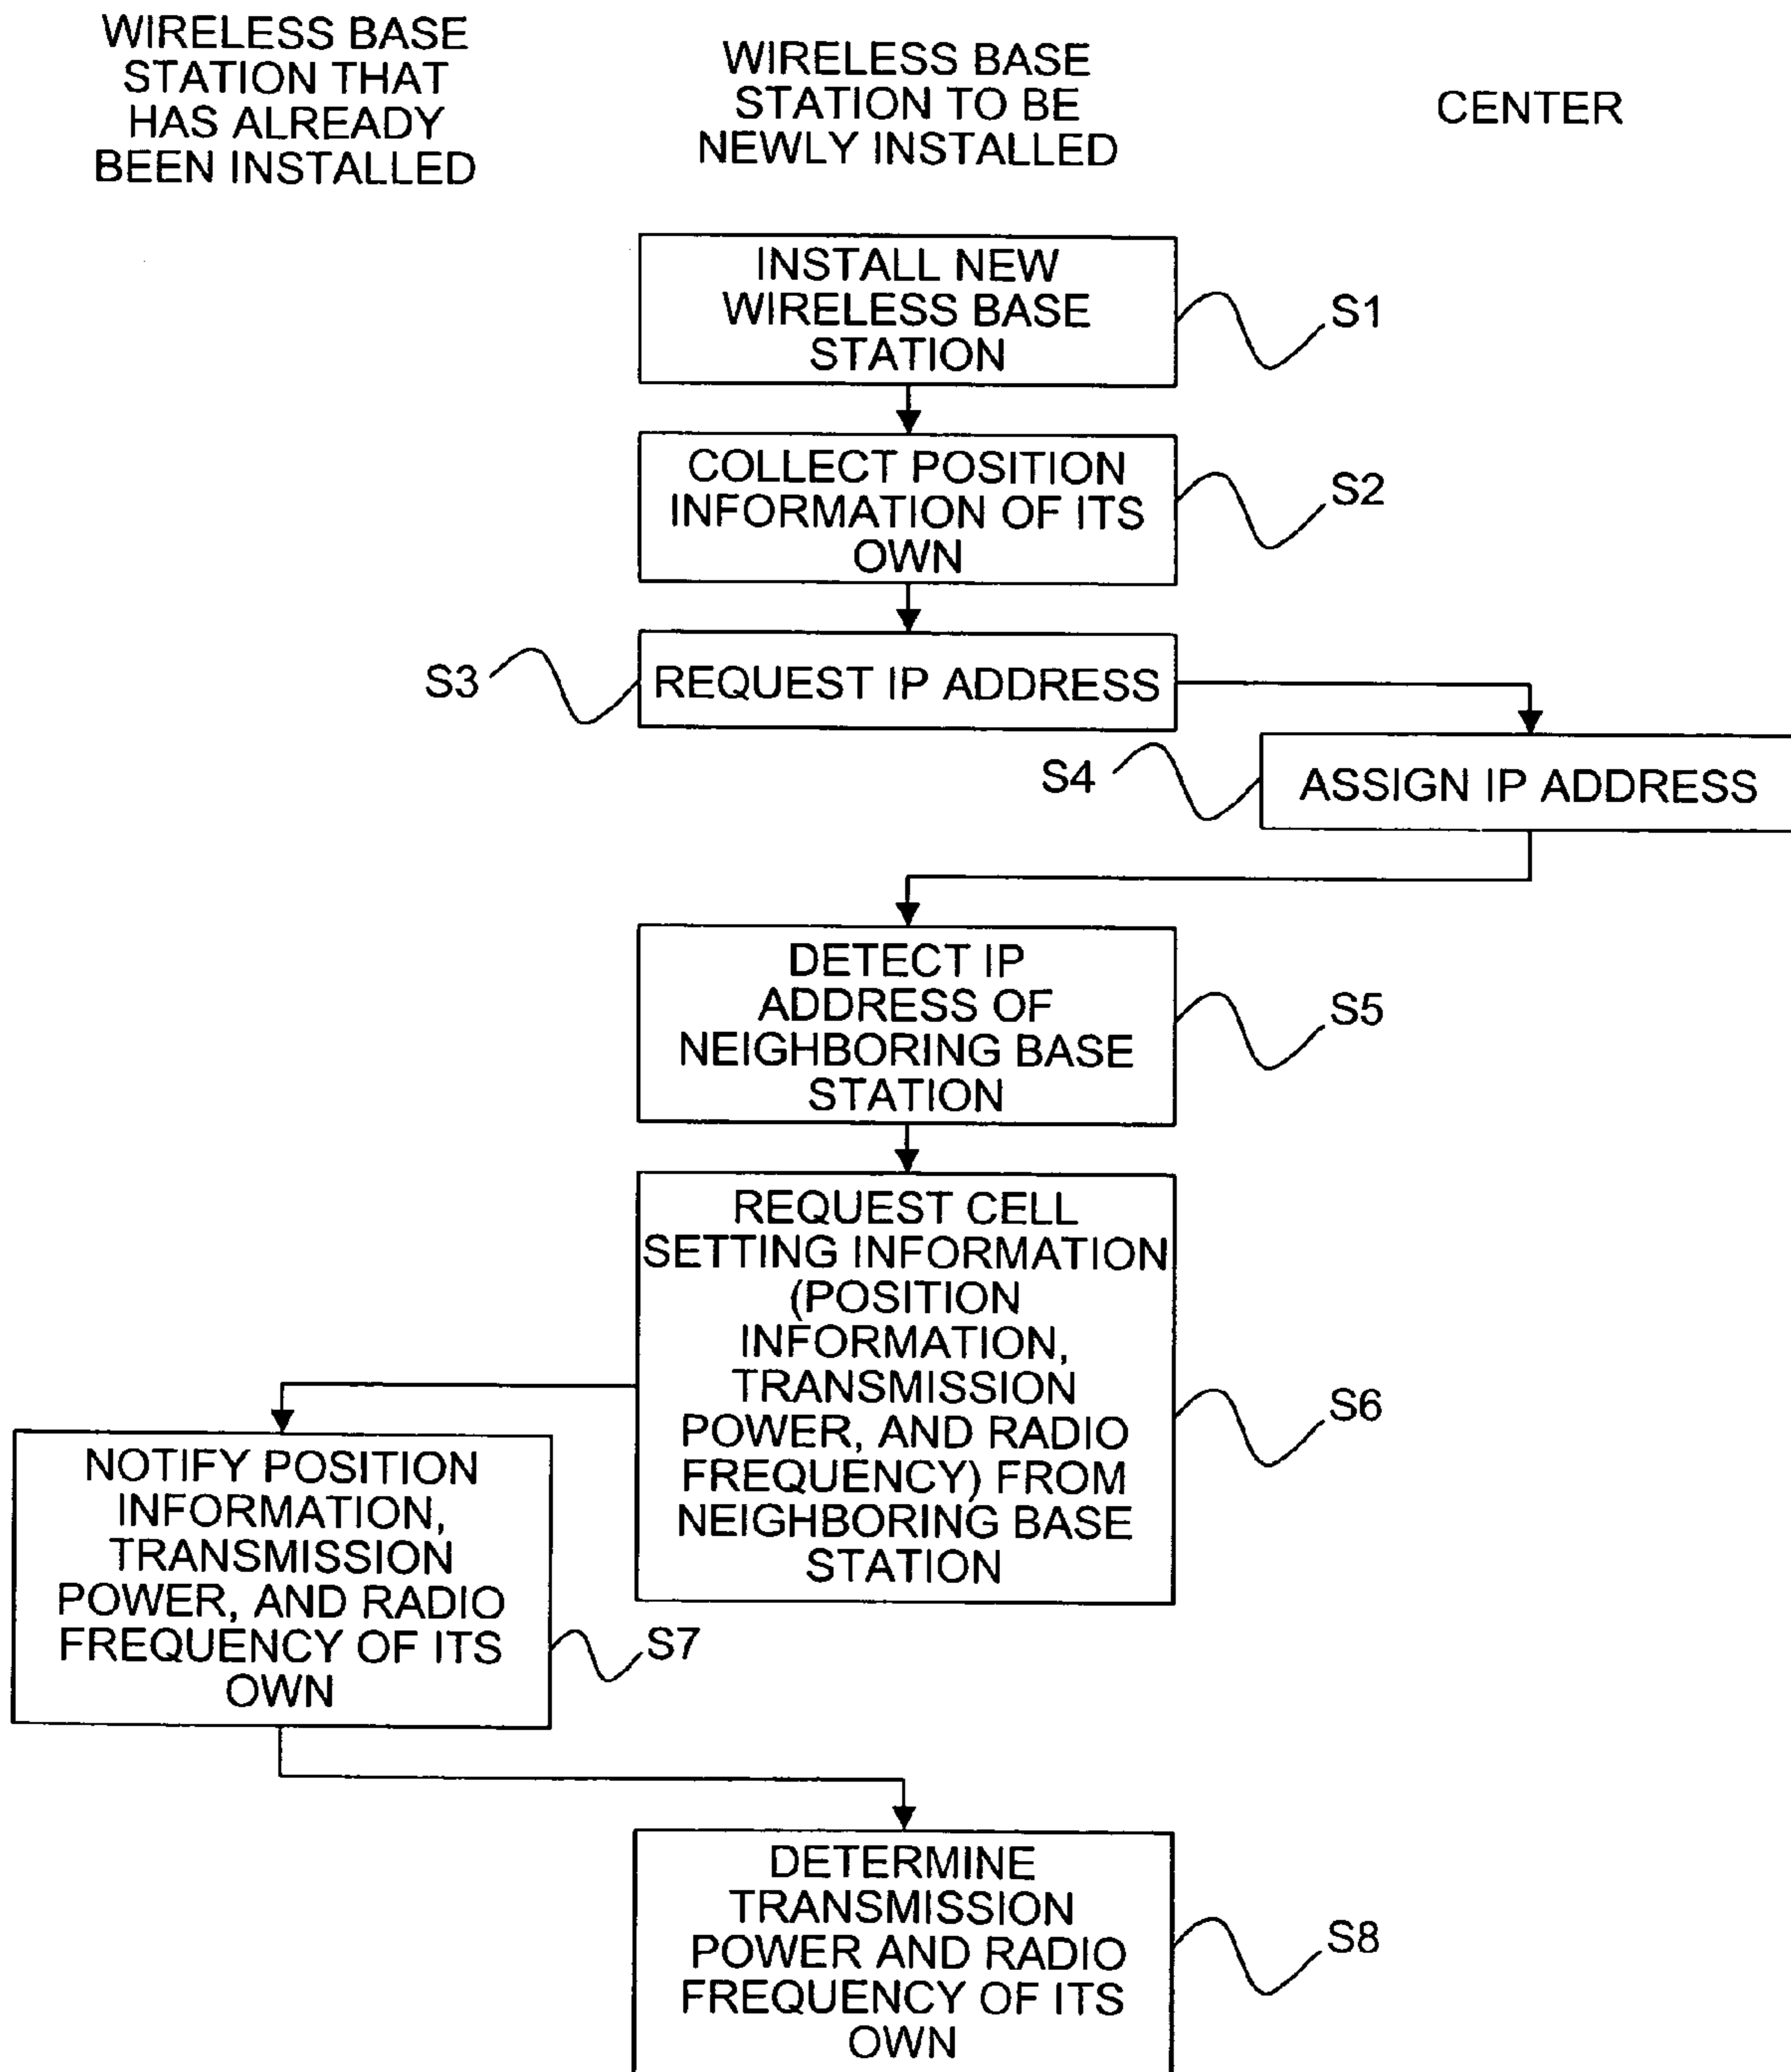 WIRELESS BASE
STATION THAT
HAS ALREADY
BEEN INSTALLED
WIRELESS BASE
STATION TO BE
NEWLY INSTALLED
CENTER
INSTALL NEW
WIRELESS BASE
STATION
S1
COLLECT POSITION
INFORMATION OF ITS
OWN
S2
S3
REQUEST IP ADDRESS
S4
ASSIGN IP ADDRESS
DETECT IP
ADDRESS OF
NEIGHBORING BASE
STATION
S5
REQUEST CELL
SETTING INFORMATION
(POSITION
INFORMATION,
TRANSMISSION
POWER, AND RADIO
FREQUENCY) FROM
NEIGHBORING BASE
STATION
S6
NOTIFY POSITION
INFORMATION,
TRANSMISSION
POWER, AND RADIO
FREQUENCY OF ITS
OWN
S7
DETERMINE
TRANSMISSION
POWER AND RADIO
FREQUENCY OF ITS
OWN
S8